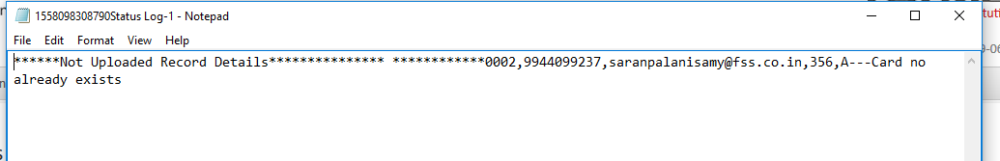 1558098308790Status Log-1 - Notepad
File Edit Format View Help
******Not Uploaded Record Details*************** ************0002,9944099237,saranpalanisamy@fss.co.in,356,A---Card no
already exists